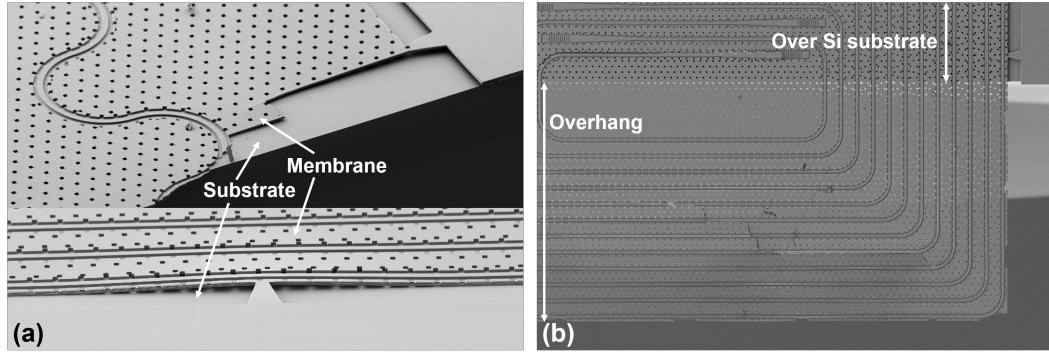 Membrane
Substrate
(a)
Over Si substrate
Overhang
(b)